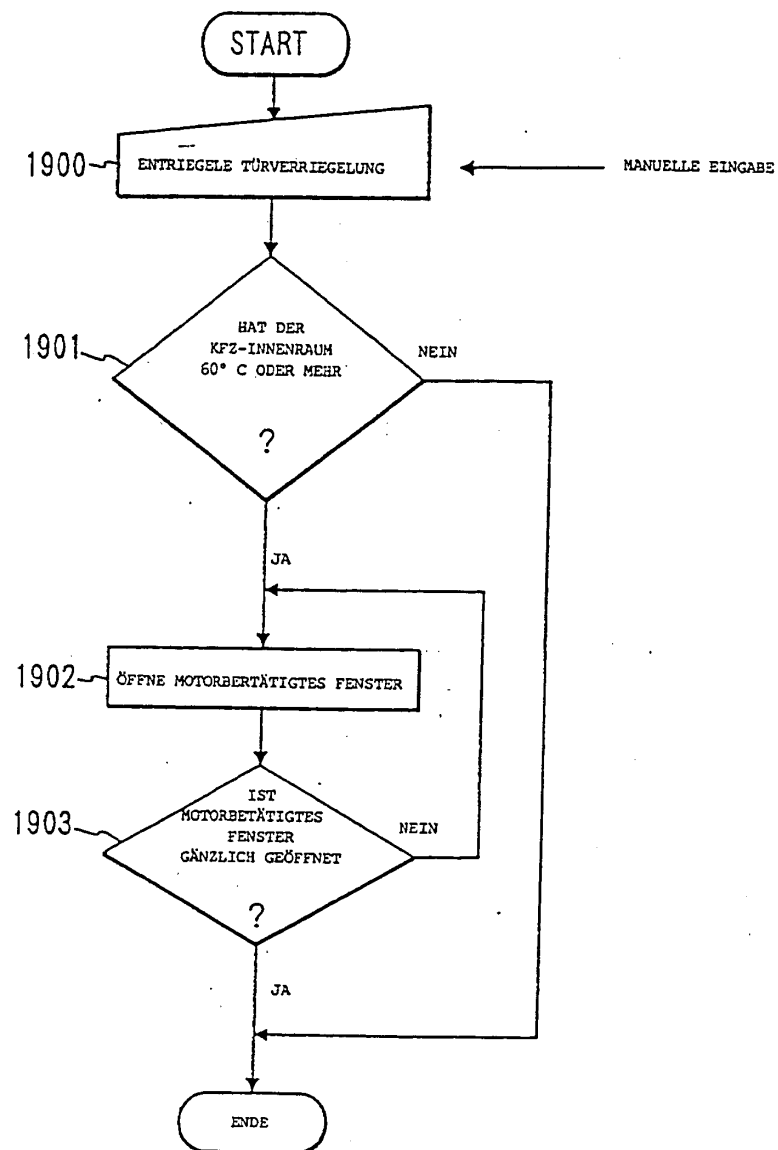 START
1900
ENTRIEGELE TÜRVERRIEGELUNG
MANUELLE EINGABE
1901
HAT DER
KFZ-INNENRAUM
60° C ODER MEHR
?
NEIN
JA
1902
ÖFFNE MOTORBERTÄTIGTES FENSTER
1903
IST
MOTORBETÄTIGTES
FENSTER
GÄNZLICH GEÖFFNET
?
NEIN
JA
ENDE